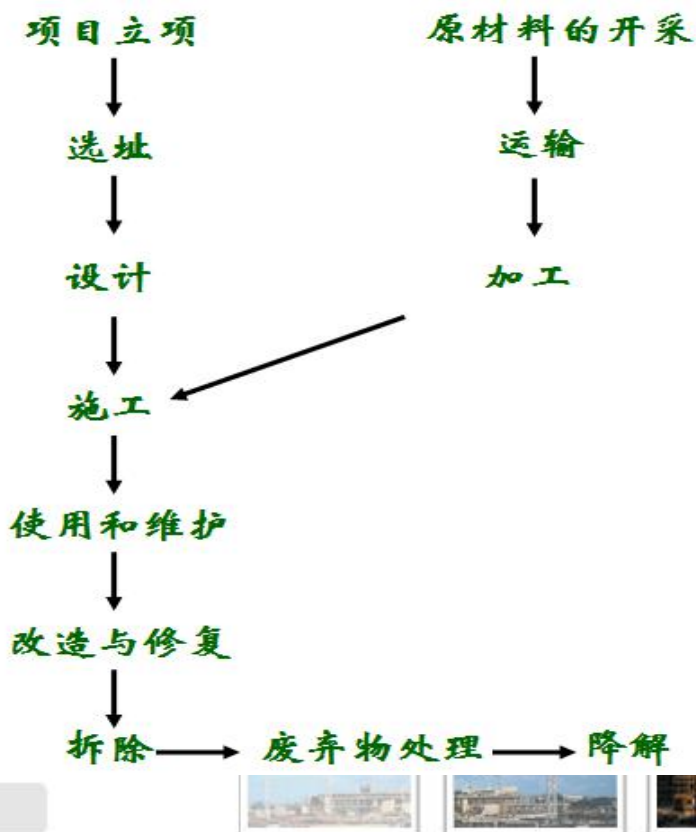 项目立项
原材料的开采
选址
运输
设计
加工
施工
使用和维护
改造与修复
拆除
废弃物处理
降解